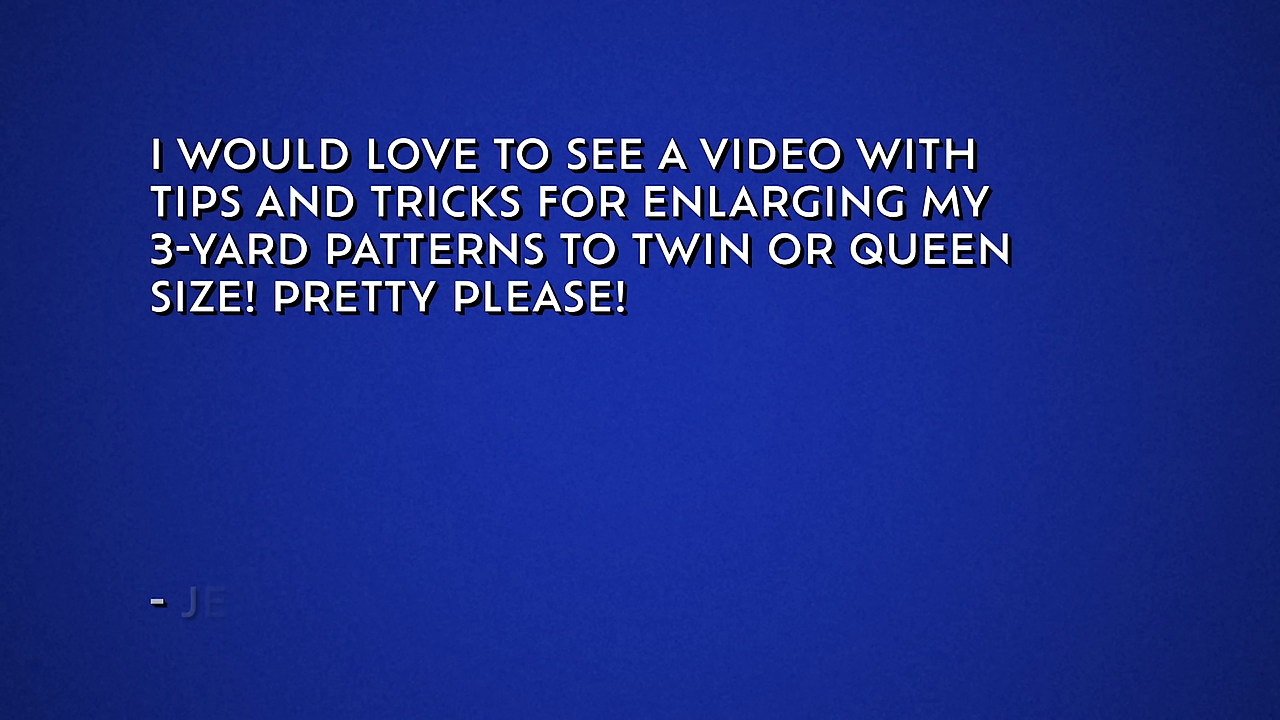 I WOULD LOVE TO SEE A VIDEO WITH
TIPS AND TRICKS FOR ENLARGING MY
3-YARD PATTERNS TO TWIN OR QUEEN
SIZE! PRETTY PLEASE!
- JE